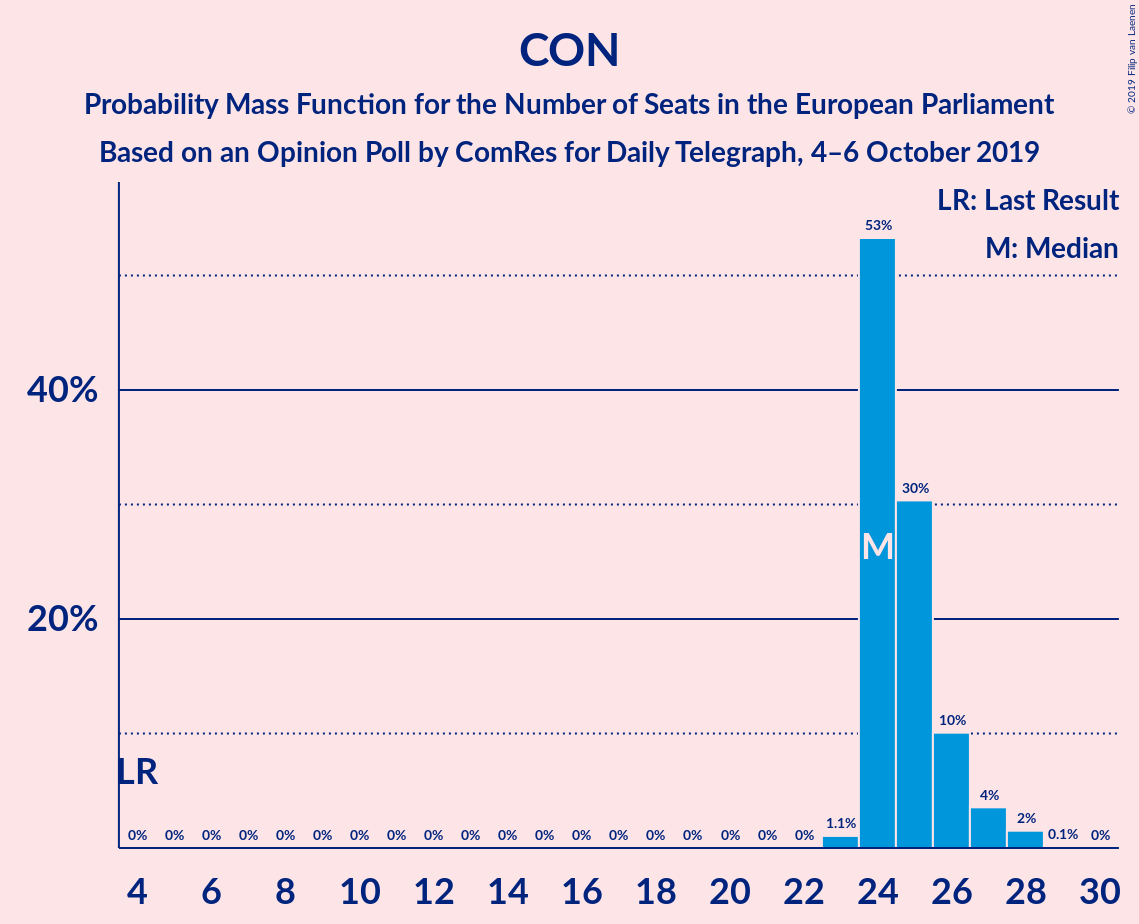 CON
Probability Mass Function for the Number of Seats in the European Parliament
Based on an Opinion Poll by ComRes for Daily Telegraph, 4–6 October 2019
© 2019 Filip van Laenen
LR: Last Result
M: Median
53%
40%
30%
M
20%
10%
LR
4%
2%
1.1%
0% 0% 0% 0% 0% 0% 0% 0% 0% 0% 0% 0% 0% 0% 0% 0% 0% 0% 0% 0.1% 0%
4 6 8 10 12 14 16 18 20 22 24 26 28 30